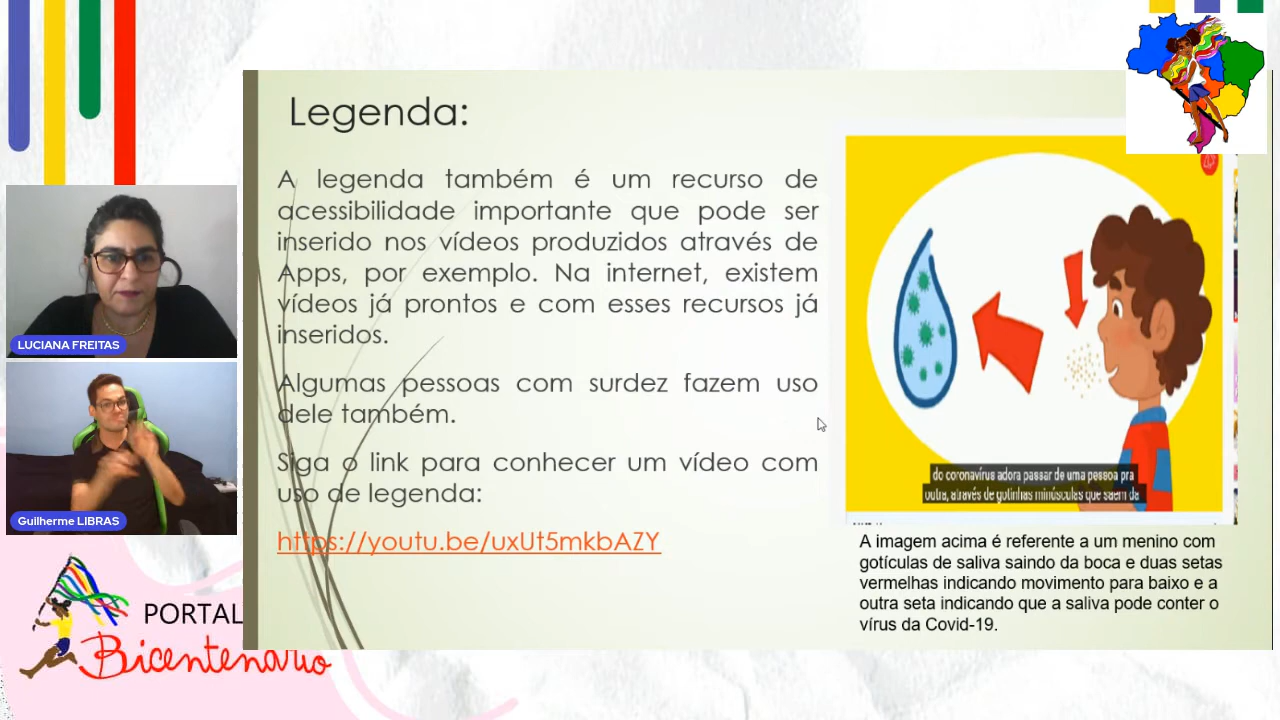 Legenda:
A legenda também é um recurso de
acessibilidade importante que pode ser
inserido nos vídeos produzidos através de
Apps, por exemplo. Na internet, existem
vídeos já prontos e com esses recursos já
inseridos.
Algumas pessoas com surdez fazem uso
dele também.
Siga o link para conhecer um vídeo com
uso de legenda:
https://youtu.be/uxUt5mkbAZY
do coronavírus adora passar de uma pessoa pra
outra, através de gotinhas minúsculas que saem da
A imagem acima é referente a um menino com
gotículas de saliva saindo da boca e duas setas
vermelhas indicando movimento para baixo e a
outra seta indicando que a saliva pode conter o
vírus da Covid-19.
LUCIANA FREITAS
Guilherme LIBRAS
PORTAL
Bicentenário